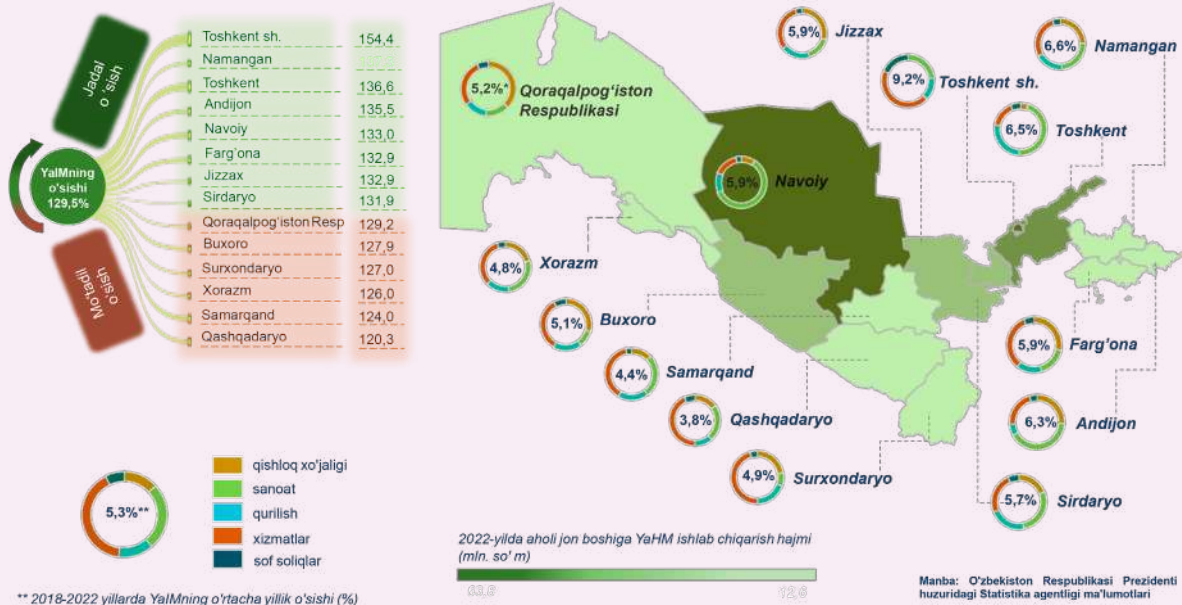 Jadal
o 'sish
YaIMning
o'sishi
129,5%
Mo'tadil
o'sish
Toshkent sh. 154,4
Namangan
Toshkent 136,6
Andijon 135,5
Navoiy 133,0
Farg'ona 132,9
Jizzax 132,9
Sirdaryo 131,9
Qoraqalpog'iston Resp 129,2
Buxoro 127,9
Surxondaryo 127,0
Xorazm 126,0
Samarqand 124,0
Qashqadaryo 120,3
5,9% Jizzax
6,6% Namangan
9,2% Toshkent sh.
6,5% Toshkent
5,2%* Qoraqalpog'iston
Respublikasi
5,9% Navoiy
4,8% Xorazm
5,1% Buxoro
4,4% Samarqand
3,8% Qashqadaryo
4,9% Surxondaryo
5,9% Farg'ona
6,3% Andijon
5,7% Sirdaryo
5,3%**
qishloq xo'jaligi
sanoat
qurilish
xizmatlar
sof soliqlar
** 2018-2022 yillarda YaIMning o'rtacha yillik o'sishi (%)
2022-yilda aholi jon boshiga YaHM ishlab chiqarish hajmi
(mln. so' m)
12,6
Manba: O'zbekiston Respublikasi Prezidenti
huzuridagi Statistika agentligi ma'lumotlari